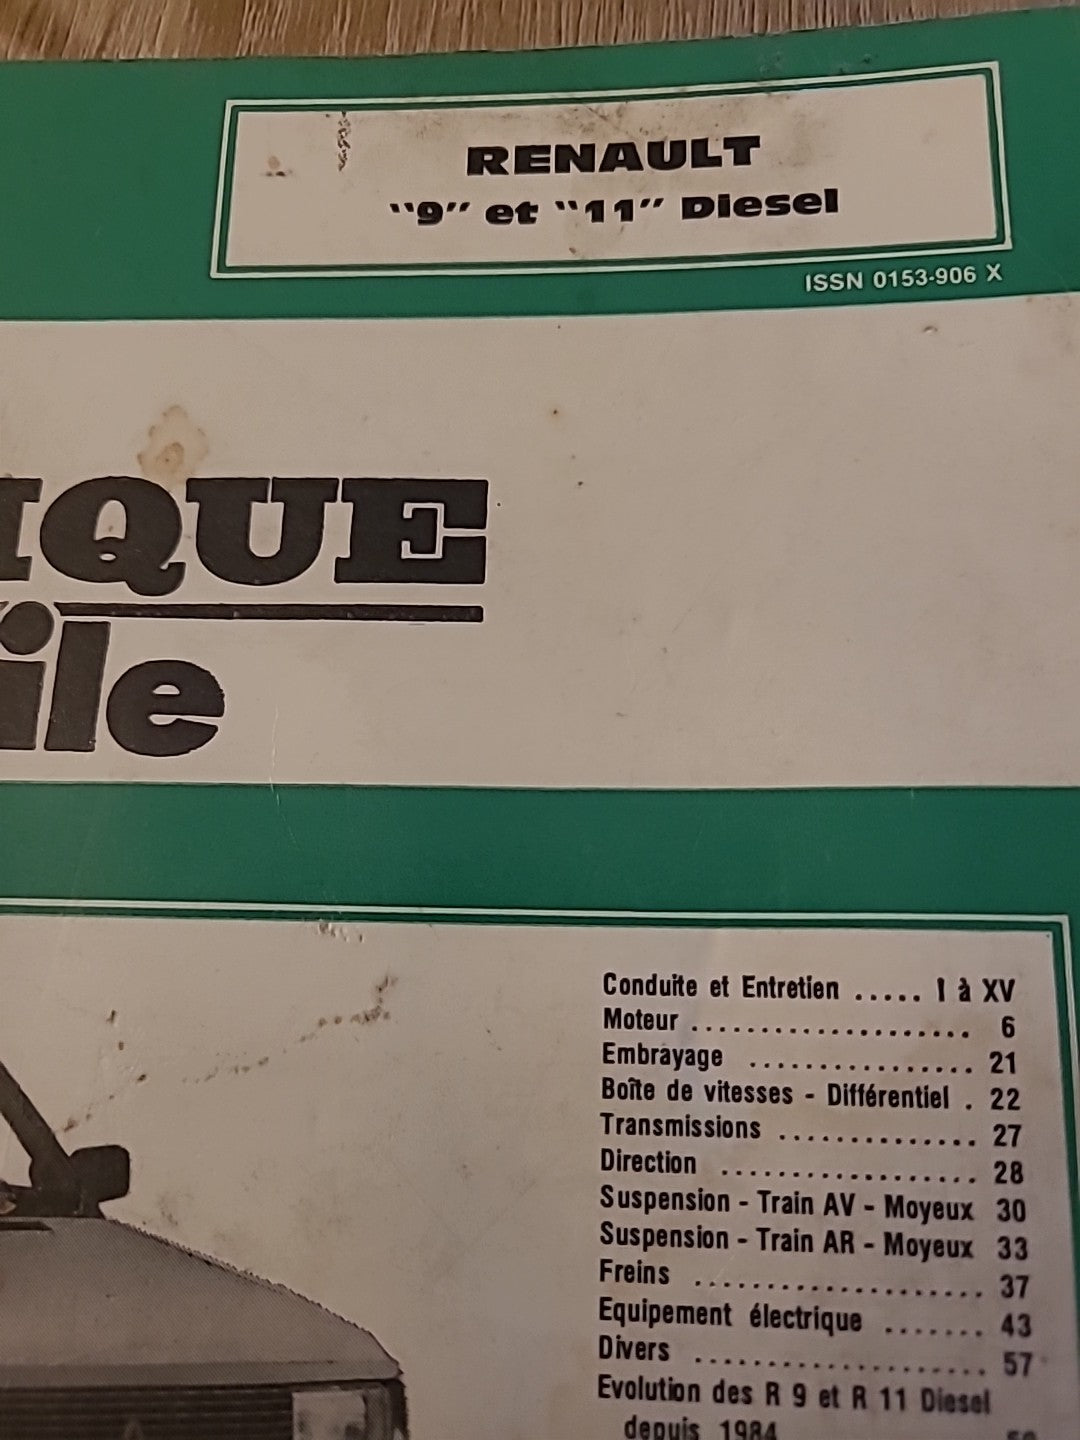 RENAULT
"9" et "11" Diesel
ISSN 0153-906 X
IQUE
ile
Conduite et Entretien ..... I à XV
Moteur .................... 6
Embrayage ................ 21
Boîte de vitesses - Différentiel . 22
Transmissions .............. 27
Direction .................. 28
Suspension - Train AV - Moyeux 30
Suspension - Train AR - Moyeux 33
Freins ..................... 37
Equipement électrique ....... 43
Divers ..................... 57
Evolution des R 9 et R 11 Diesel
depuis 1984